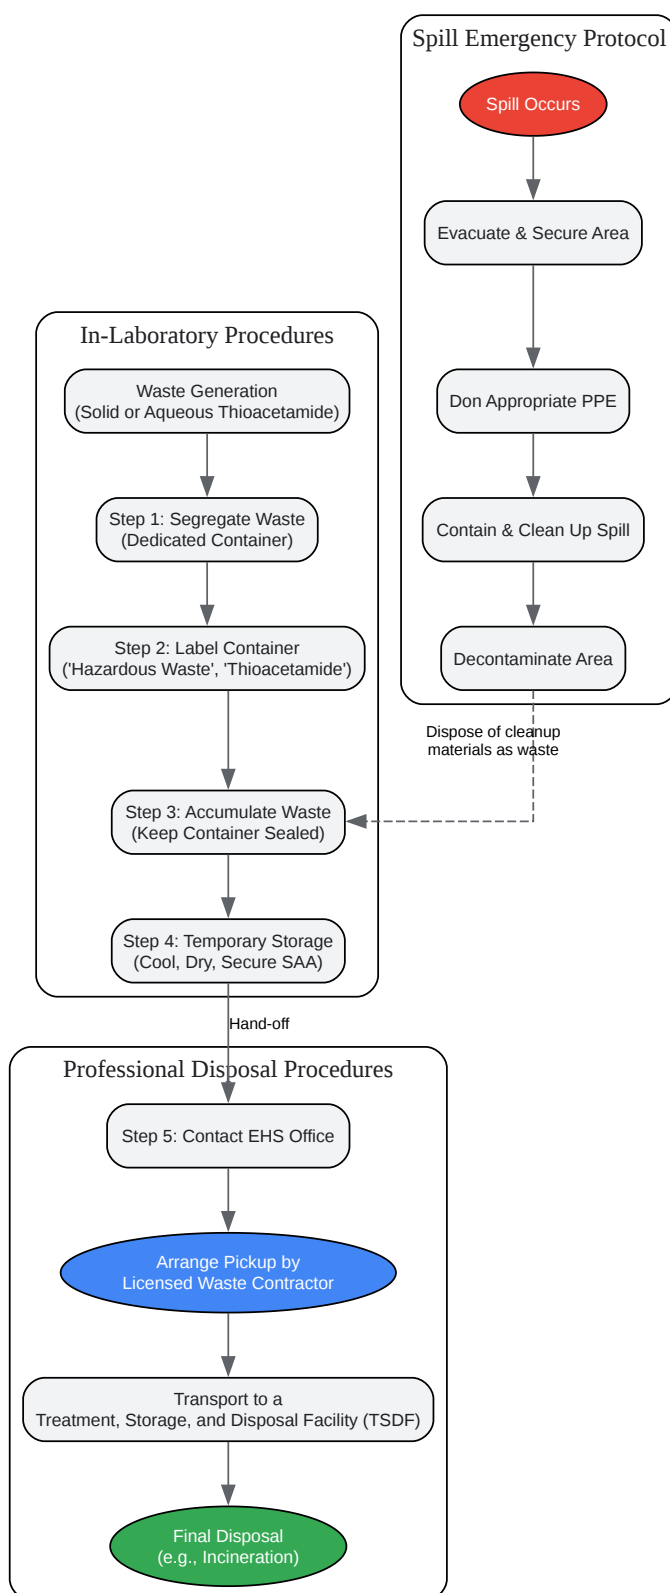 Spill Emergency Protocol
Spill Occurs
Evacuate & Secure Area
Don Appropriate PPE
Contain & Clean Up Spill
Decontaminate Area
Dispose of cleanup
materials as waste
In-Laboratory Procedures
Waste Generation
(Solid or Aqueous Thioacetamide)
Step 1: Segregate Waste
(Dedicated Container)
Step 2: Label Container
('Hazardous Waste', 'Thioacetamide')
Step 3: Accumulate Waste
(Keep Container Sealed)
Step 4: Temporary Storage
(Cool, Dry, Secure SAA)
Hand-off
Professional Disposal Procedures
Step 5: Contact EHS Office
Arrange Pickup by
Licensed Waste Contractor
Transport to a
Treatment, Storage, and Disposal Facility (TSDF)
Final Disposal
(e.g., Incineration)